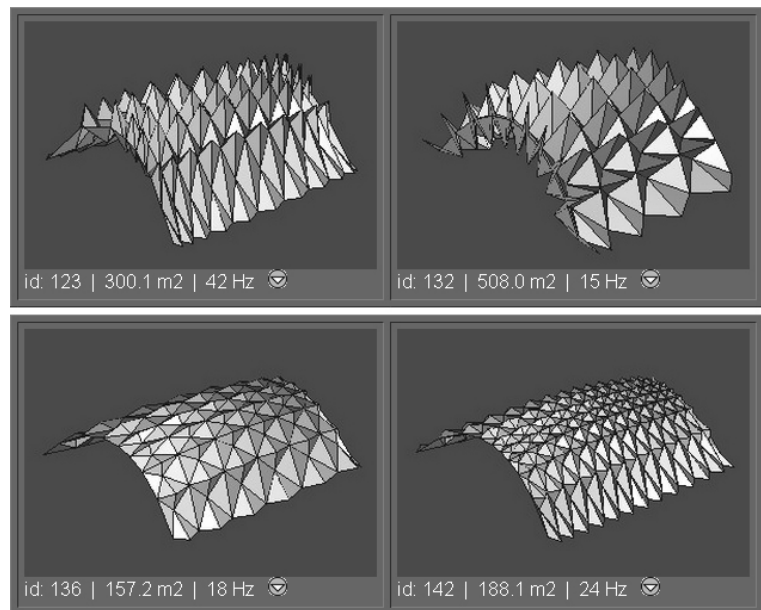 id: 123 | 300.1 m2 | 42 Hz
id: 132 | 508.0 m2 | 15 Hz
id: 136 | 157.2 m2 | 18 Hz
id: 142 | 188.1 m2 | 24 Hz